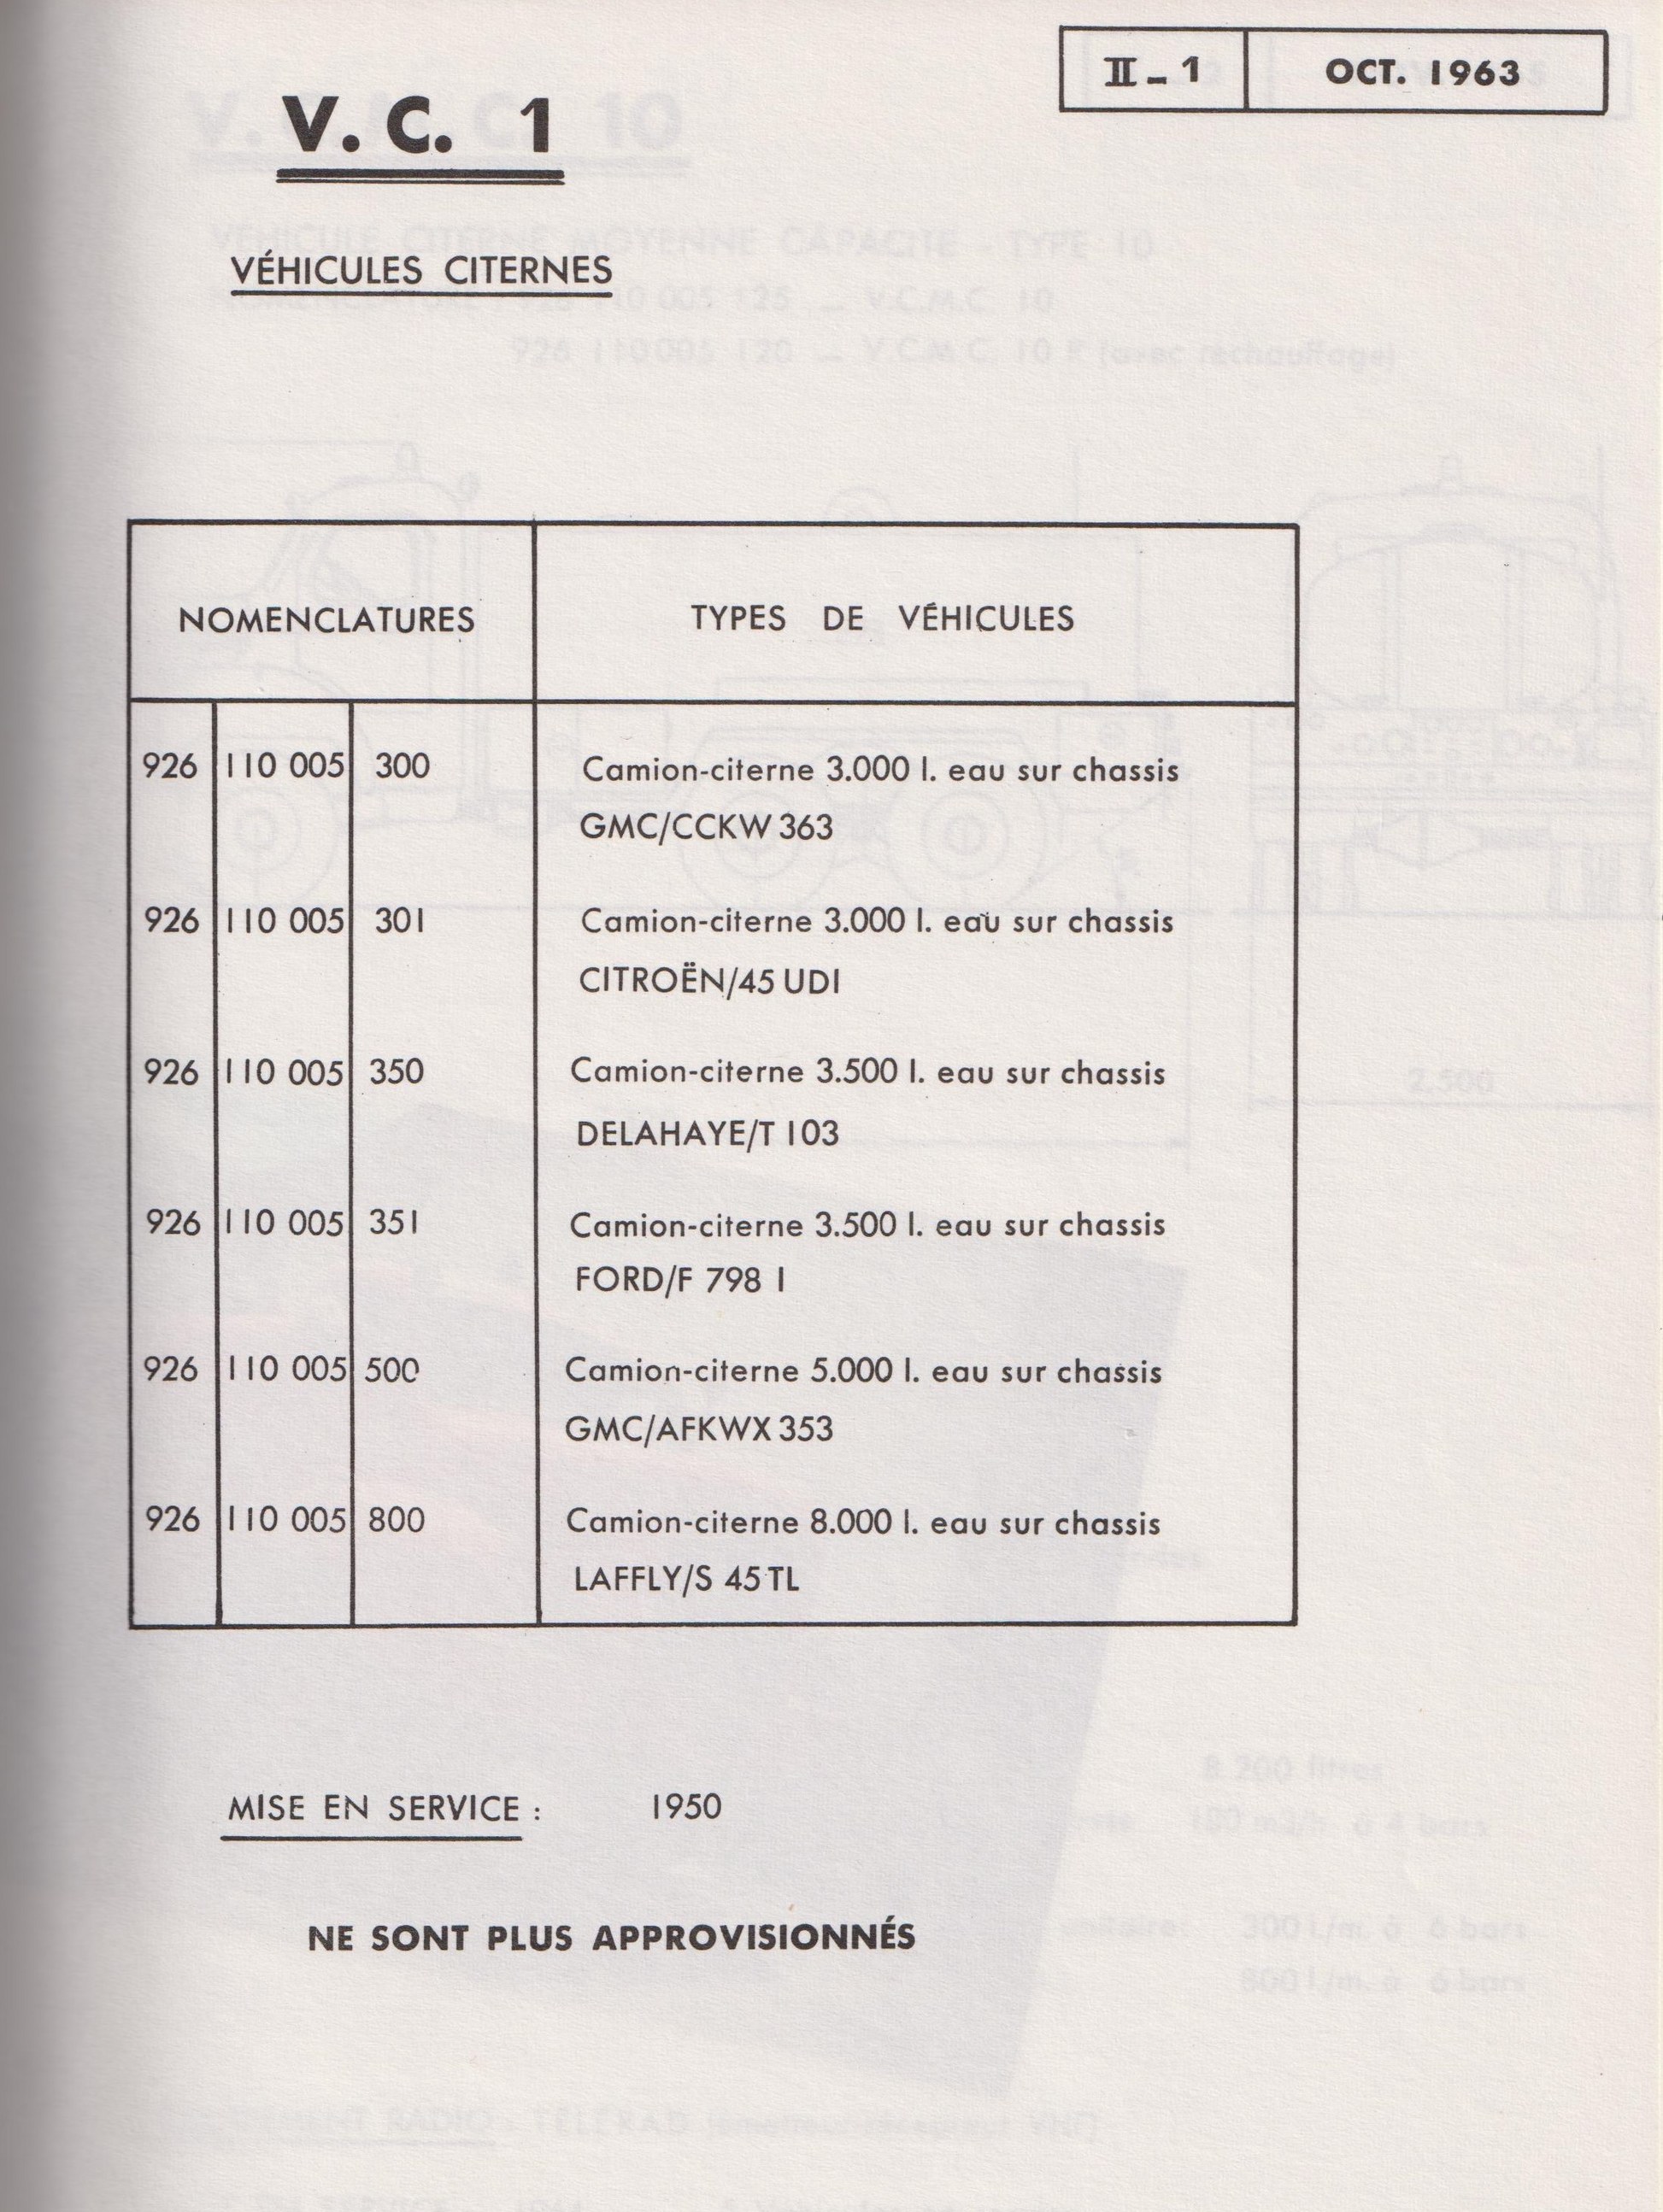 II - 1 OCT. 1963
V. C. 1
VÉHICULES CITERNES
NOMENCLATURES TYPES DE VÉHICULES
926 110 005 300 Camion-citerne 3.000 l. eau sur chassis
GMC/CCKW 363
926 110 005 301 Camion-citerne 3.000 l. eau sur chassis
CITROËN/45 UDI
926 110 005 350 Camion-citerne 3.500 l. eau sur chassis
DELAHAYE/T 103
926 110 005 351 Camion-citerne 3.500 l. eau sur chassis
FORD/F 798 I
926 110 005 500 Camion-citerne 5.000 l. eau sur chassis
GMC/AFKWX 353
926 110 005 800 Camion-citerne 8.000 l. eau sur chassis
LAFFLY/S 45 TL
MISE EN SERVICE : 1950
NE SONT PLUS APPROVISIONNÉS